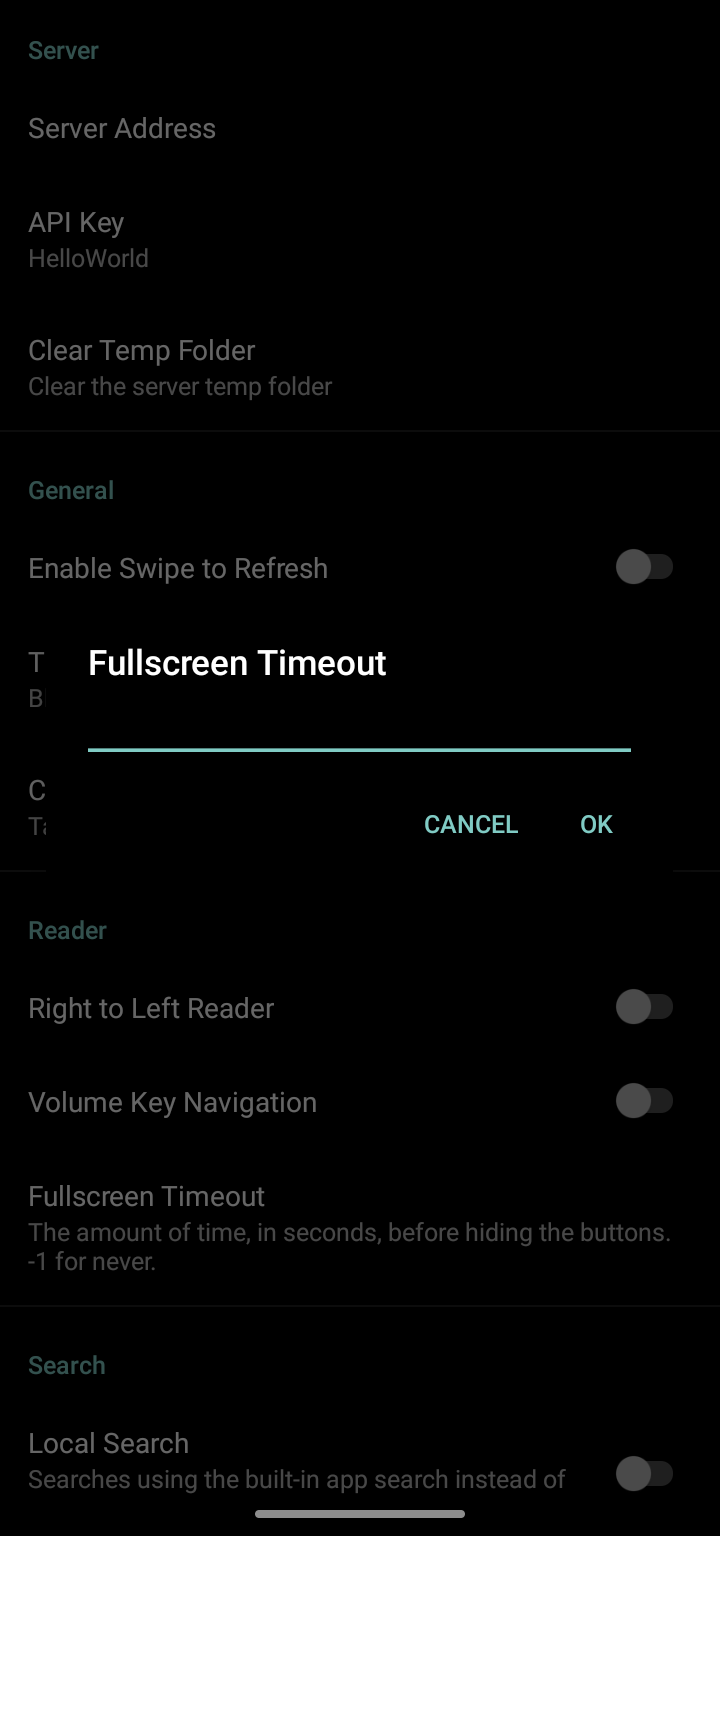 Server
Server Address
API Key
HelloWorld
Clear Temp Folder
Clear the server temp folder
General
Enable Swipe to Refresh
Fullscreen Timeout
CANCEL
OK
Reader
Right to Left Reader
Volume Key Navigation
Fullscreen Timeout
The amount of time, in seconds, before hiding the buttons.
-1 for never.
Search
Local Search
Searches using the built-in app search instead of